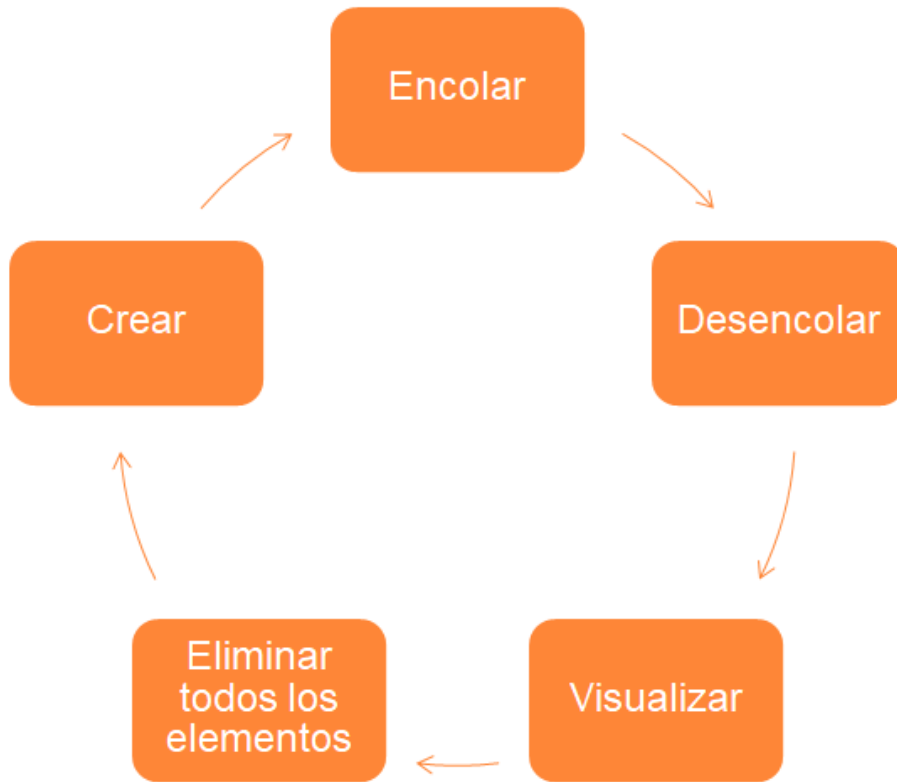 Encolar
Crear
Desencolar
Eliminar
todos los
elementos
Visualizar